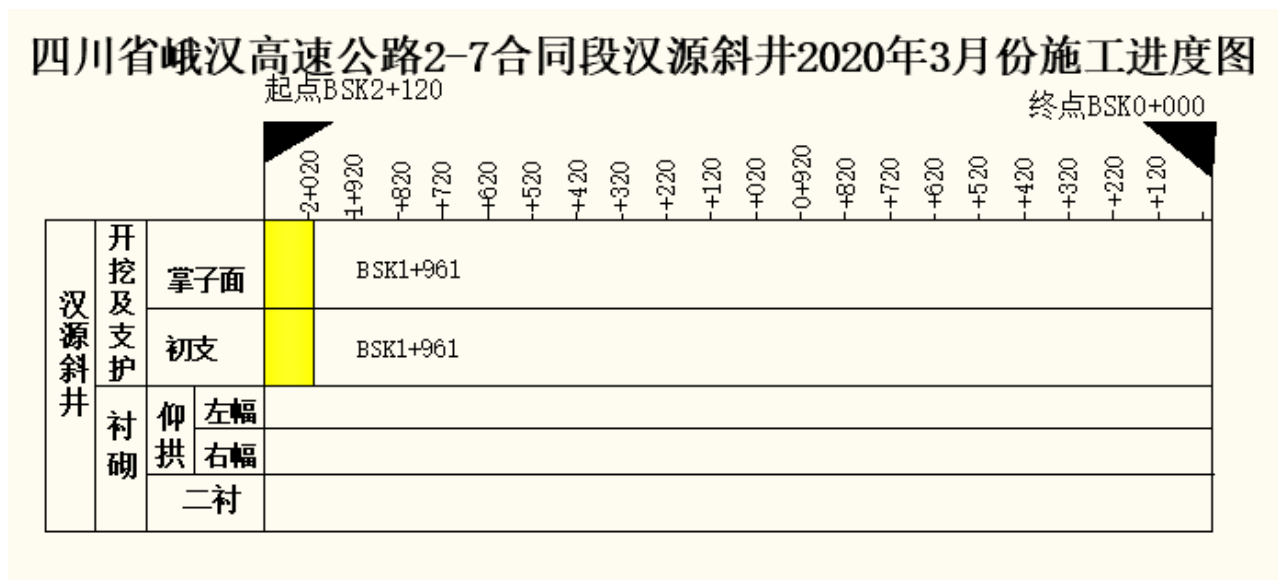 四川省峨汉高速公路2-7合同段汉源斜井2020年3月份施工进度图
起点BSK2+120
终点BSK0+000
2+020 1+920 +820 +720 +620 +520 +420 +320 +220 +120 +020 0+920 +820 +720 +620 +520 +420 +320 +220 +120
汉源斜井
开挖及支护
掌子面
BSK1+961
初支
BSK1+961
衬砌
仰拱
左幅
右幅
二衬